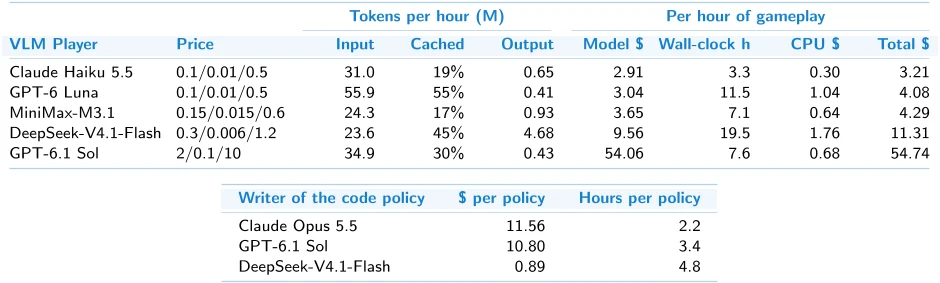 Tokens per hour (M) Per hour of gameplay
VLM Player Price Input Cached Output Model $ Wall-clock h CPU $ Total $
Claude Haiku 5.5 0.1/0.01/0.5 31.0 19% 0.65 2.91 3.3 0.30 3.21
GPT-6 Luna 0.1/0.01/0.5 55.9 55% 0.41 3.04 11.5 1.04 4.08
MiniMax-M3.1 0.15/0.015/0.6 24.3 17% 0.93 3.65 7.1 0.64 4.29
DeepSeek-V4.1-Flash 0.3/0.006/1.2 23.6 45% 4.68 9.56 19.5 1.76 11.31
GPT-6.1 Sol 2/0.1/10 34.9 30% 0.43 54.06 7.6 0.68 54.74
Writer of the code policy $ per policy Hours per policy
Claude Opus 5.5 11.56 2.2
GPT-6.1 Sol 10.80 3.4
DeepSeek-V4.1-Flash 0.89 4.8